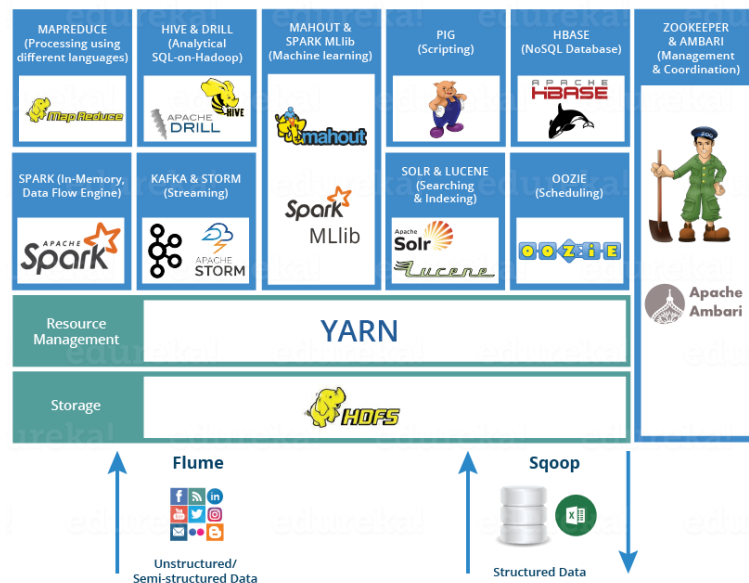 MAPREDUCE
(Processing using
different languages)
Map Reduce
HIVE & DRILL
(Analytical
SQL-on-Hadoop)
APACHE
DRILL
HIVE
MAHOUT &
SPARK MLlib
(Machine learning)
mahout
Spark
MLlib
PIG
(Scripting)
HBASE
(NoSQL Database)
APACHE
HBASE
ZOOKEEPER
& AMBARI
(Management
& Coordination)
Apache
Ambari
SPARK (In-Memory,
Data Flow Engine)
APACHE
Spark
KAFKA & STORM
(Streaming)
APACHE
STORM
SOLR & LUCENE
(Searching
& Indexing)
Apache
Solr
Lucene
OOZIE
(Scheduling)
OOZIE
Resource
Management
YARN
Storage
HDFS
Flume
Unstructured/
Semi-structured Data
Sqoop
Structured Data
edureka!